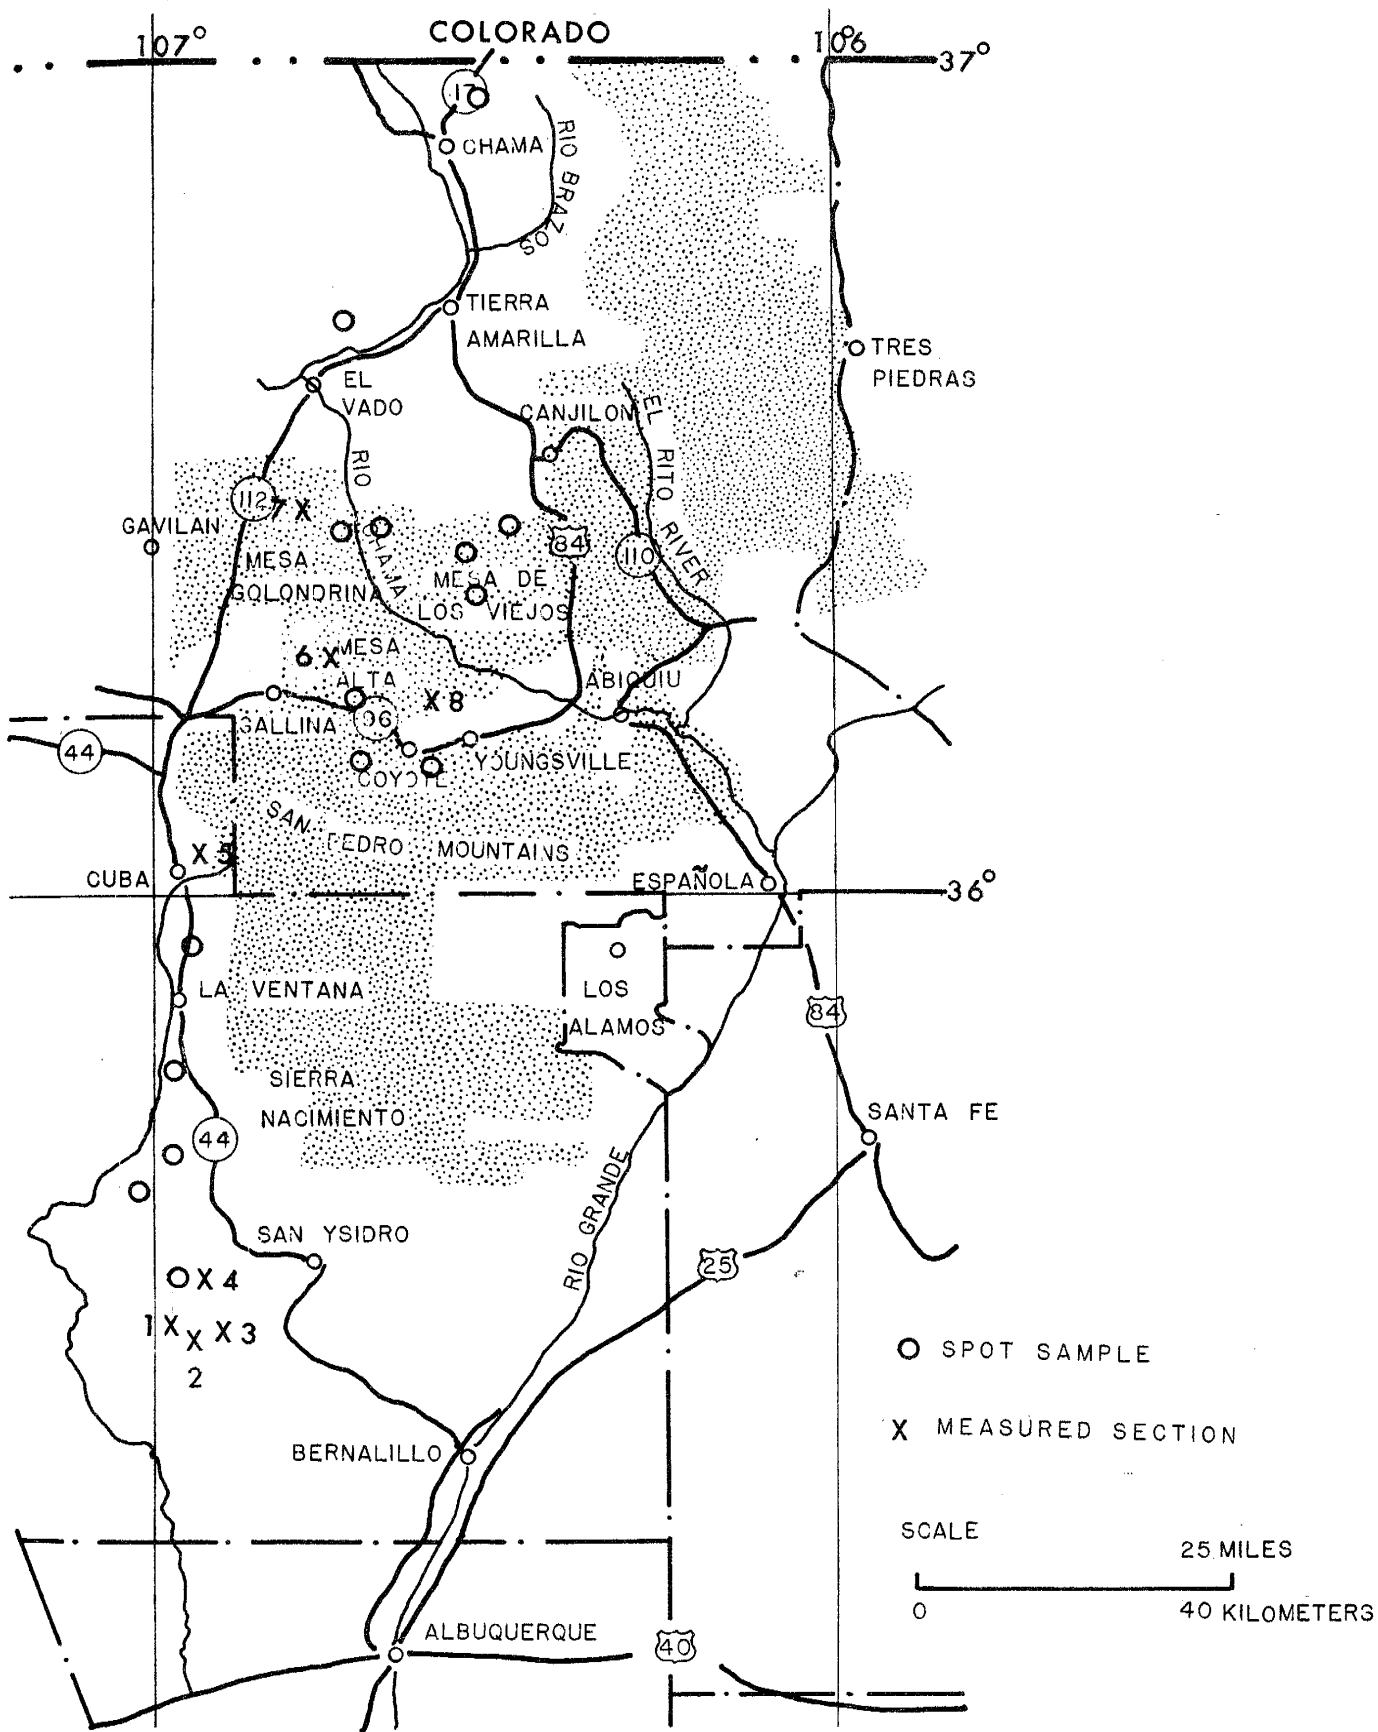 COLORADO
107°
106
37°
17
CHAMA
RIO BRAZOS
TIERRA
AMARILLA
TRES
PIEDRAS
EL
VADO
CANJILON
EL RITO RIVER
RIO CHAMA
112
7 X
GAVILAN
84
110
MESA
GOLONDRINA
MESA DE
LOS VIEJOS
6 X
MESA
ALTA
ABIQUIU
X 8
GALLINA
96
44
COYOTE
YOUNGSVILLE
SAN PEDRO MOUNTAINS
X 5
CUBA
ESPAÑOLA
36°
LA VENTANA
LOS
ALAMOS
84
SIERRA
NACIMIENTO
44
SANTA FE
RIO GRANDE
SAN YSIDRO
25
X 4
1 X X X 3
2
SPOT SAMPLE
X MEASURED SECTION
BERNALILLO
SCALE
25 MILES
0 40 KILOMETERS
ALBUQUERQUE
40